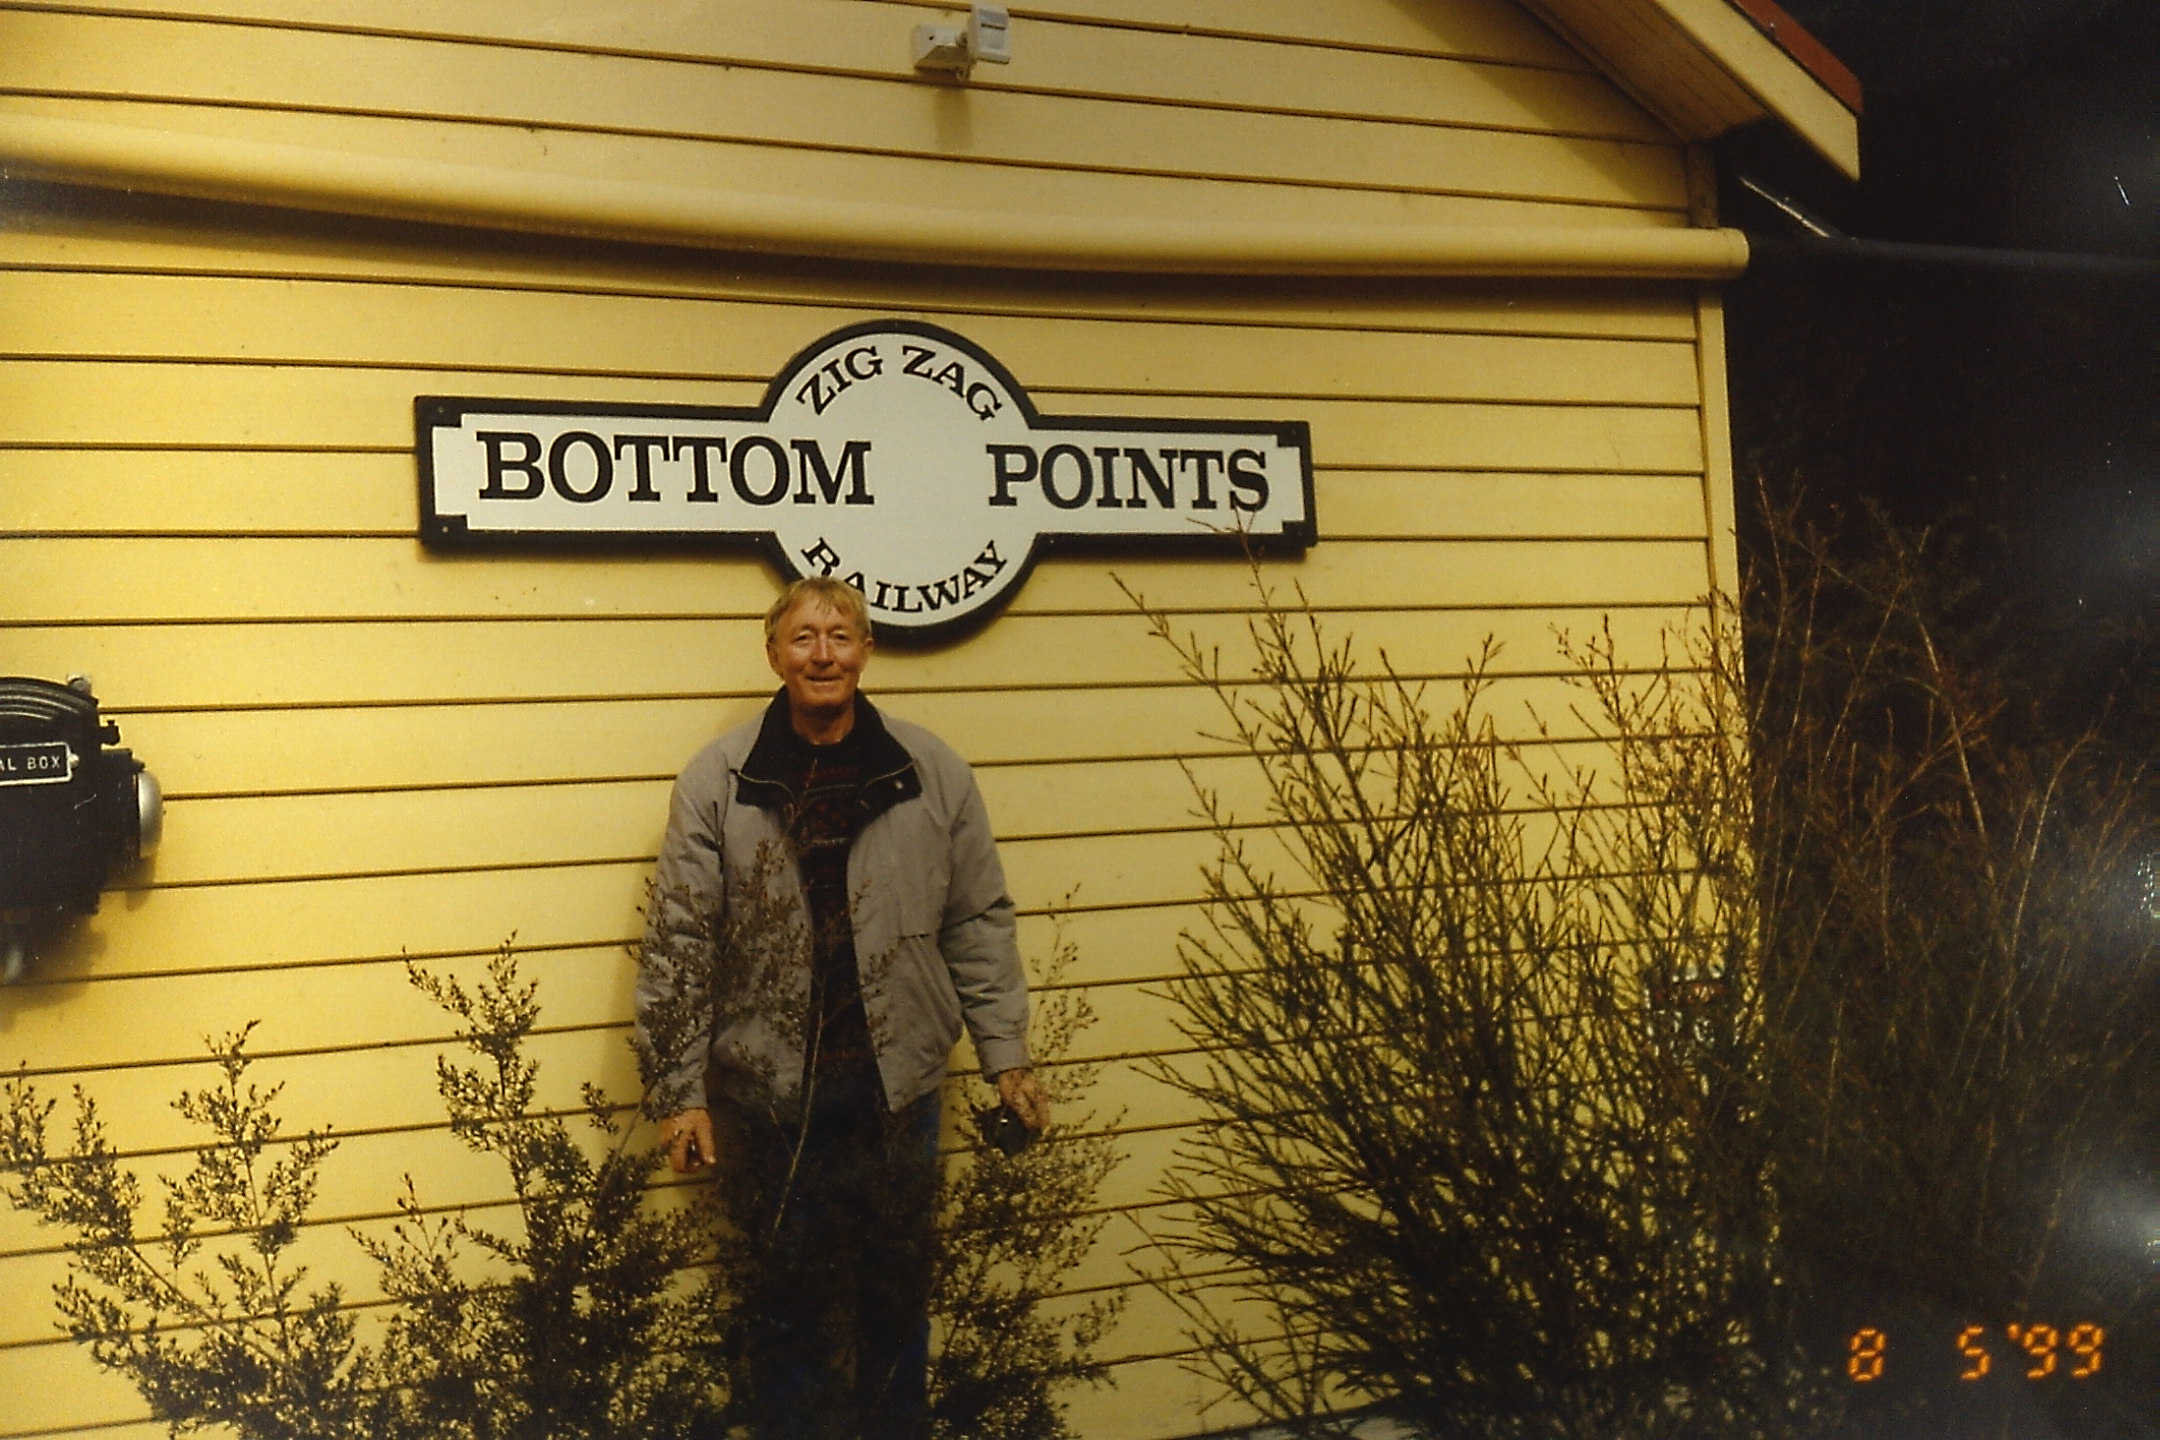 ZIG ZAG
BOTTOM POINTS
RAILWAY
AL BOX
8 5 '99